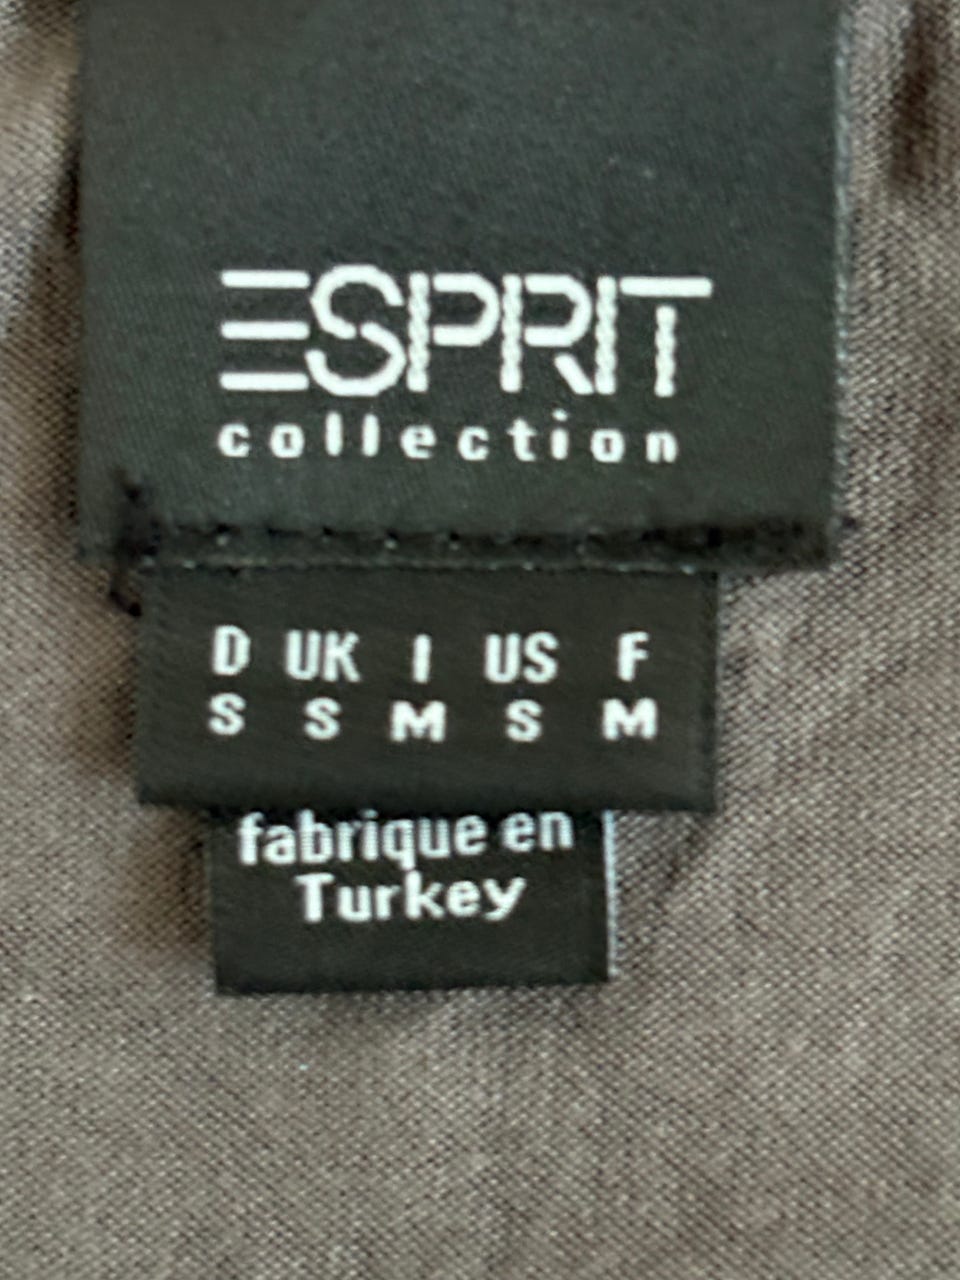 ESPRIT
collection
D UK I US F
S S M S M
fabrique en
Turkey